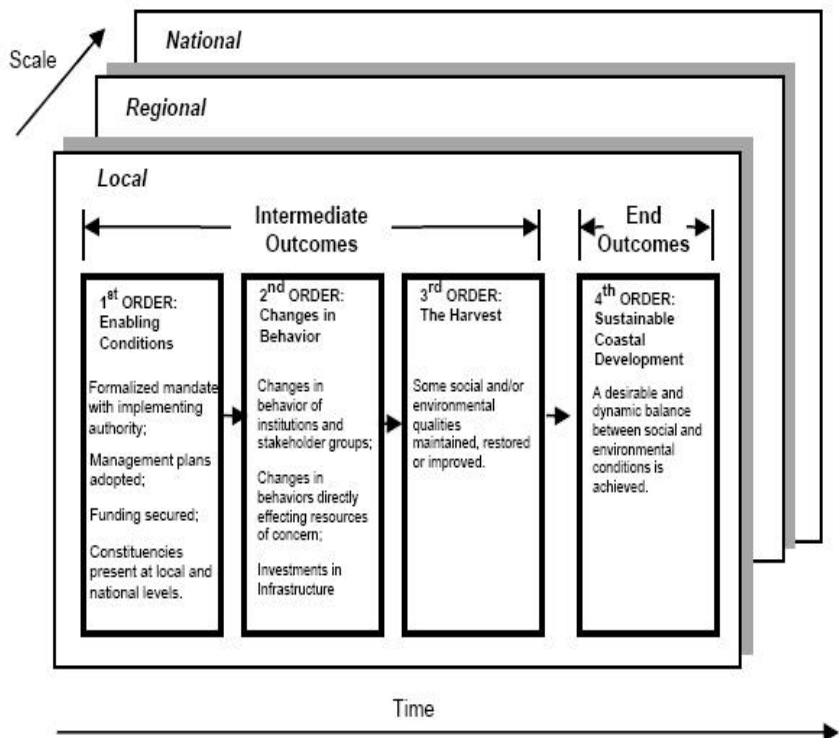 National
Scale
Regional
Local
Intermediate
Outcomes
End
Outcomes
1st ORDER:
Enabling
Conditions
Formalized mandate
with implementing
authority;
Management plans
adopted;
Funding secured;
Constituencies
present at local and
national levels.
2nd ORDER:
Changes in
Behavior
Changes in
behavior of
institutions and
stakeholder groups;
Changes in
behaviors directly
effecting resources
of concern;
Investments in
Infrastructure
3rd ORDER:
The Harvest
Some social and/or
environmental
qualities
maintained, restored
or improved.
4th ORDER:
Sustainable
Coastal
Development
A desirable and
dynamic balance
between social and
environmental
conditions is
achieved.
Time